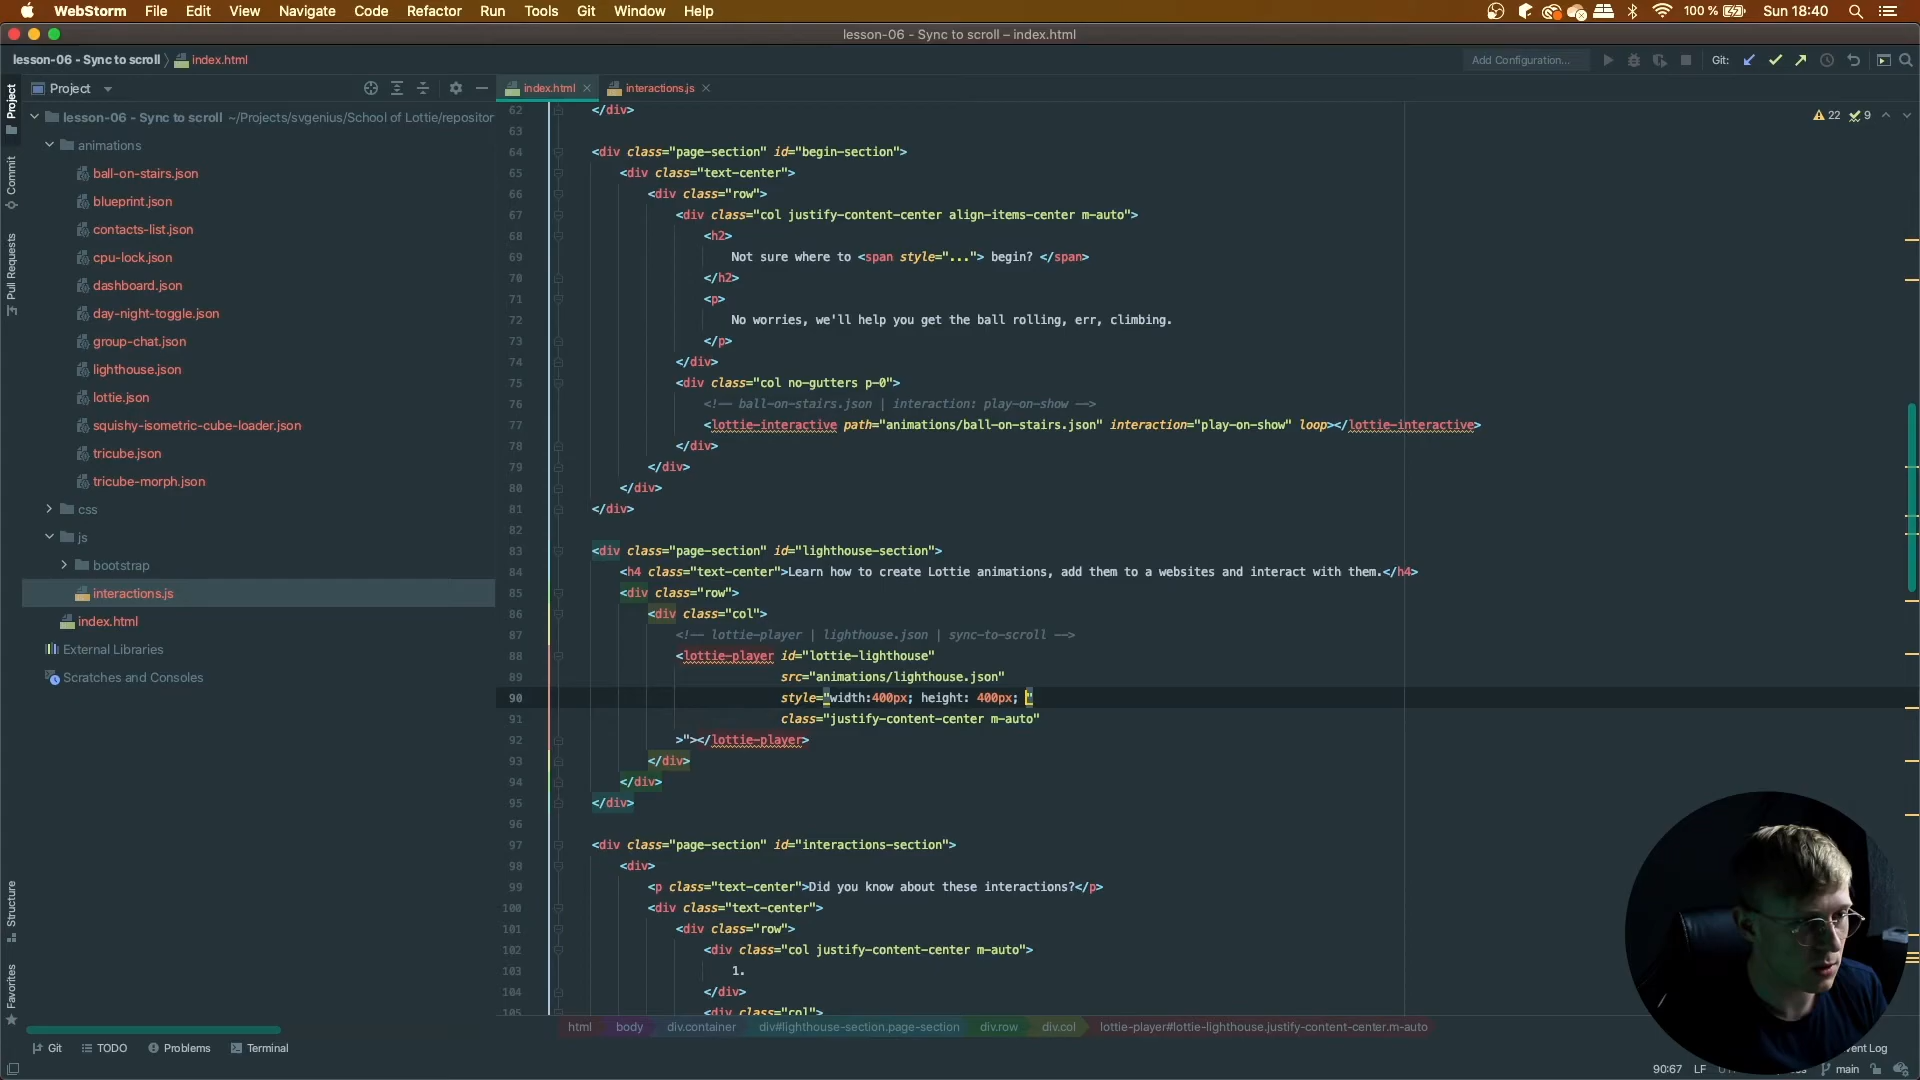 WebStorm File Edit View Navigate Code Refactor Run Tools Git Window Help 100 % Sun 18:40
lesson-06 - Sync to scroll – index.html
lesson-06 - Sync to scroll index.html Add Configuration... Git:
Project index.html interactions.js
Project
Commit
Pull Requests
Structure
Favorites
lesson-06 - Sync to scroll ~/Projects/svgenius/School of Lottie/repositor
animations
ball-on-stairs.json
blueprint.json
contacts-list.json
cpu-lock.json
dashboard.json
day-night-toggle.json
group-chat.json
lighthouse.json
lottie.json
squishy-isometric-cube-loader.json
tricube.json
tricube-morph.json
css
js
bootstrap
interactions.js
index.html
External Libraries
Scratches and Consoles
22 9
62 </div>
63
64 <div class="page-section" id="begin-section">
65 <div class="text-center">
66 <div class="row">
67 <div class="col justify-content-center align-items-center m-auto">
68 <h2>
69 Not sure where to <span style="..."> begin? </span>
70 </h2>
71 <p>
72 No worries, we'll help you get the ball rolling, err, climbing.
73 </p>
74 </div>
75 <div class="col no-gutters p-0">
76 <!-- ball-on-stairs.json | interaction: play-on-show -->
77 <lottie-interactive path="animations/ball-on-stairs.json" interaction="play-on-show" loop></lottie-interactive>
78 </div>
79 </div>
80 </div>
81 </div>
82
83 <div class="page-section" id="lighthouse-section">
84 <h4 class="text-center">Learn how to create Lottie animations, add them to a websites and interact with them.</h4>
85 <div class="row">
86 <div class="col">
87 <!-- lottie-player | lighthouse.json | sync-to-scroll -->
88 <lottie-player id="lottie-lighthouse"
89 src="animations/lighthouse.json"
90 style="width:400px; height: 400px; "
91 class="justify-content-center m-auto"
92 >"></lottie-player>
93 </div>
94 </div>
95 </div>
96
97 <div class="page-section" id="interactions-section">
98 <div>
99 <p class="text-center">Did you know about these interactions?</p>
100 <div class="text-center">
101 <div class="row">
102 <div class="col justify-content-center m-auto">
103 1.
104 </div>
105 <div class="col">
html body div.container div#lighthouse-section.page-section div.row div.col lottie-player#lottie-lighthouse.justify-content-center.m-auto
Git TODO Problems Terminal
90:67 LF main